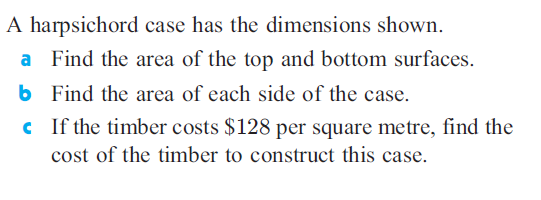 A harpsichord case has the dimensions shown.
a Find the area of the top and bottom surfaces.
b Find the area of each side of the case.
c If the timber costs $128 per square metre, find the
cost of the timber to construct this case.